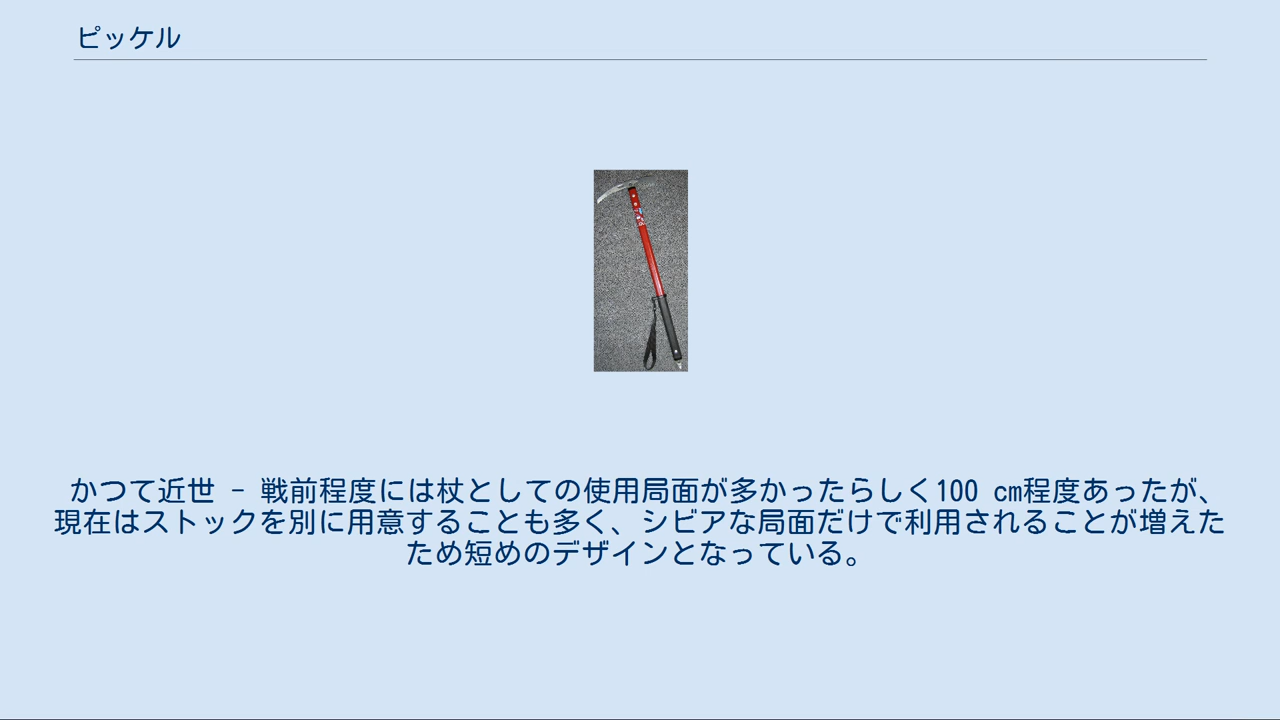 ピッケル
かつて近世 - 戦前程度には杖としての使用局面が多かったらしく100 cm程度あったが、
現在はストックを別に用意することも多く、シビアな局面だけで利用されることが増えた
ため短めのデザインとなっている。